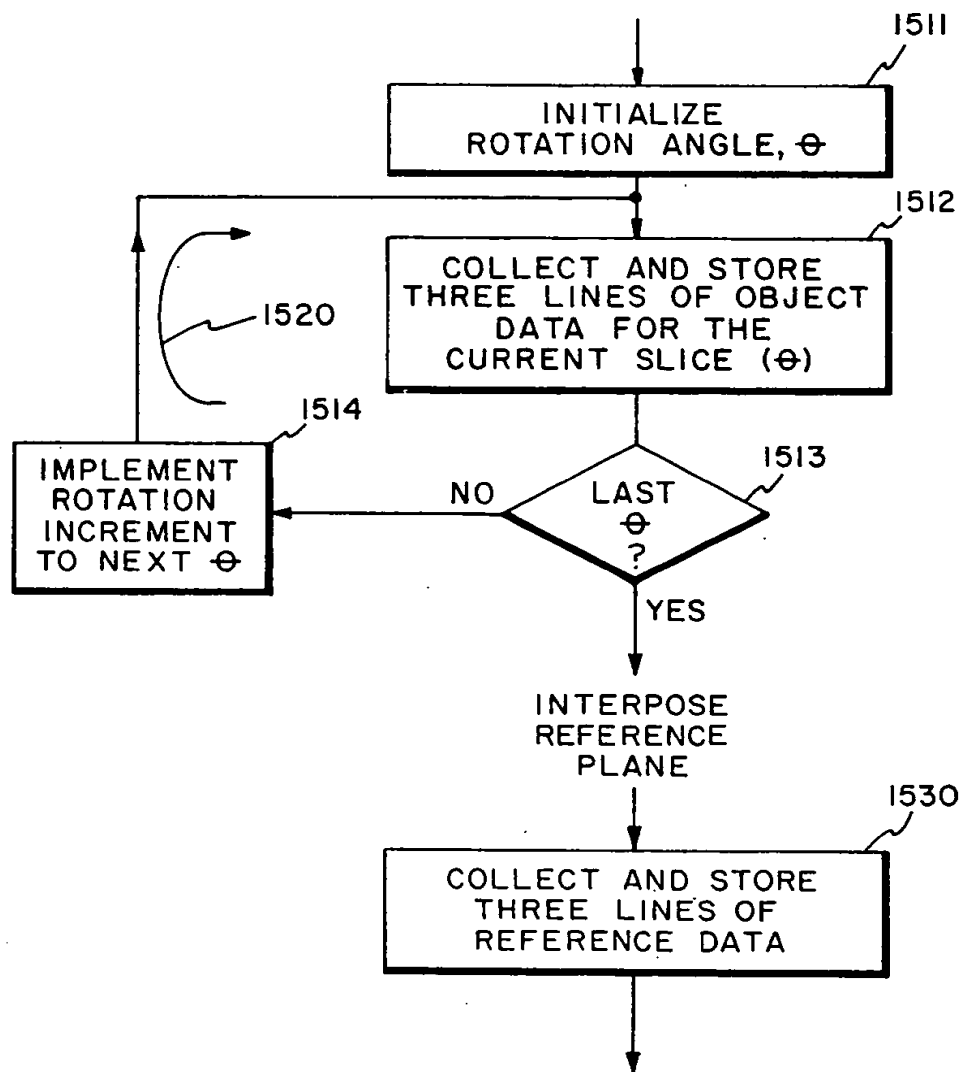 1511
INITIALIZE
ROTATION ANGLE, Θ
1512
COLLECT AND STORE
THREE LINES OF OBJECT
DATA FOR THE
CURRENT SLICE (Θ)
1520
1514
IMPLEMENT
ROTATION
INCREMENT
TO NEXT Θ
NO
1513
LAST
Θ
?
YES
INTERPOSE
REFERENCE
PLANE
1530
COLLECT AND STORE
THREE LINES OF
REFERENCE DATA